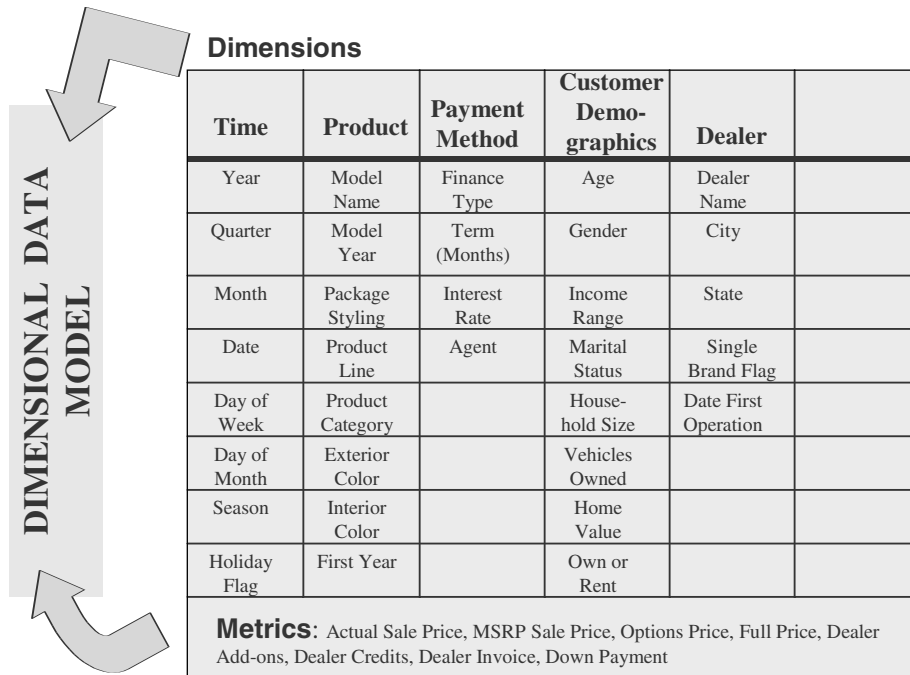 Dimensions
Time Product Payment Method Customer Demo-graphics Dealer
Year Model Name Finance Type Age Dealer Name
Quarter Model Year Term (Months) Gender City
Month Package Styling Interest Rate Income Range State
Date Product Line Agent Marital Status Single Brand Flag
Day of Week Product Category House-hold Size Date First Operation
Day of Month Exterior Color Vehicles Owned
Season Interior Color Home Value
Holiday Flag First Year Own or Rent
Metrics: Actual Sale Price, MSRP Sale Price, Options Price, Full Price, Dealer
Add-ons, Dealer Credits, Dealer Invoice, Down Payment
DIMENSIONAL DATA
MODEL